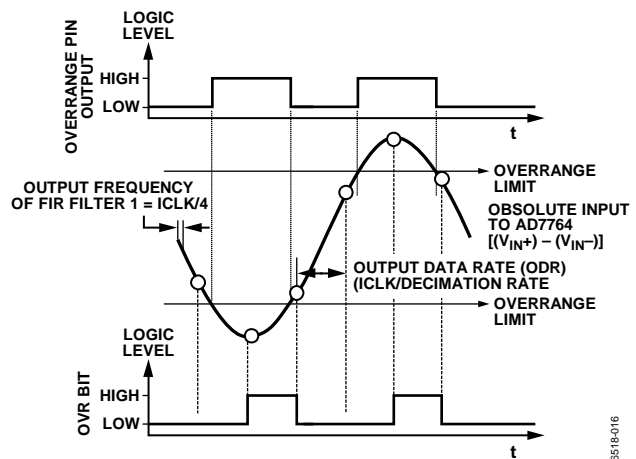 LOGIC
LEVEL
OVERRANGE PIN
OUTPUT
HIGH
LOW
t
OVERRANGE
LIMIT
OUTPUT FREQUENCY
OF FIR FILTER 1 = ICLK/4
OBSOLUTE INPUT
TO AD7764
[(VIN+) – (VIN–)]
OUTPUT DATA RATE (ODR)
(ICLK/DECIMATION RATE
OVERRANGE
LIMIT
LOGIC
LEVEL
OVR BIT
HIGH
LOW
t
6518-016